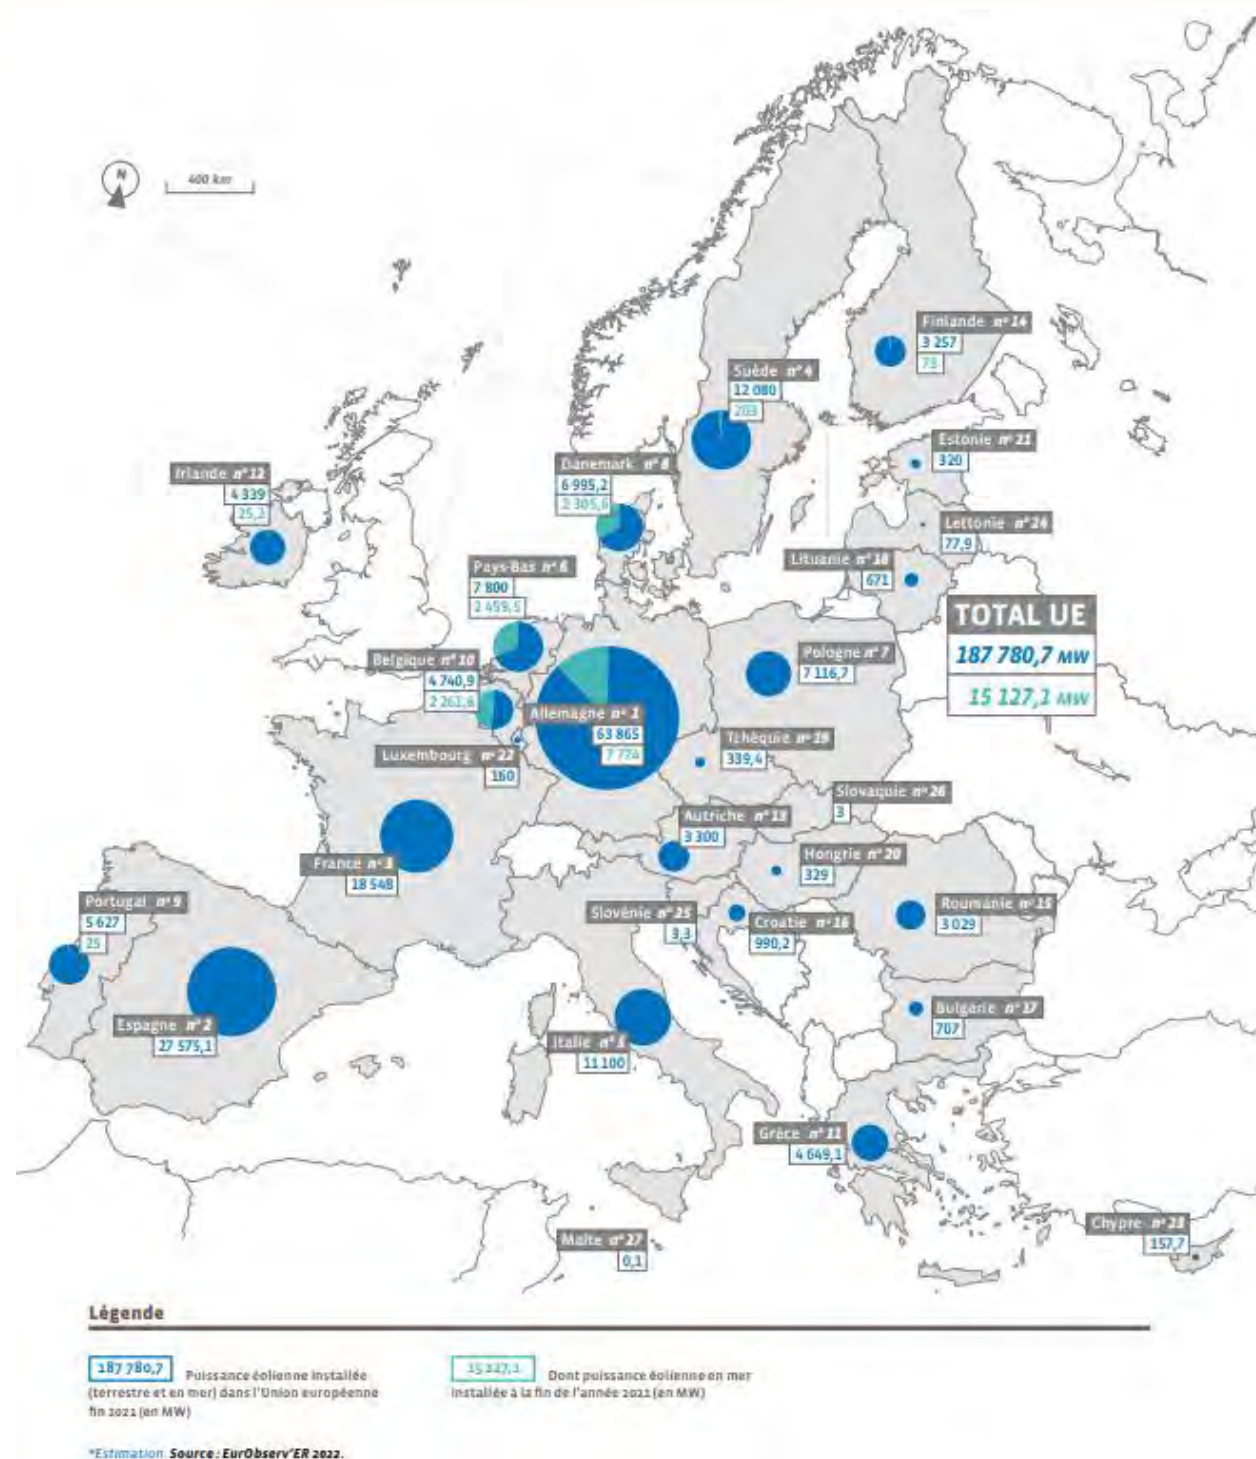 N
400 km
Finlande n° 14
3 257
73
Suède n° 4
12 080
203
Estonie n° 21
320
Irlande n° 12
4 339
25,2
Danemark n° 8
6 995,2
2 305,6
Lettonie n° 24
77,9
Lituanie n° 18
671
Pays-Bas n° 6
7 800
2 459,5
TOTAL UE
187 780,7 MW
15 127,1 MW
Belgique n° 10
4 740,9
2 261,8
Pologne n° 7
7 116,7
Allemagne n° 1
63 865
7 774
Luxembourg n° 22
160
Tchéquie n° 19
339,4
Slovaquie n° 26
3
Autriche n° 13
3 300
France n° 3
18 548
Hongrie n° 20
329
Portugal n° 9
5 627
25
Slovénie n° 25
3,3
Croatie n° 16
990,2
Roumanie n° 15
3 029
Espagne n° 2
27 575,1
Bulgarie n° 17
707
Italie n° 5
11 100
Grèce n° 11
4 649,1
Chypre n° 23
157,7
Malte n° 27
0,1
Légende
187 780,7 Puissance éolienne installée
(terrestre et en mer) dans l'Union européenne
fin 2021 (en MW)
15 127,1 Dont puissance éolienne en mer
installée à la fin de l'année 2021 (en MW)
*Estimation. Source : EurObserv'ER 2022.